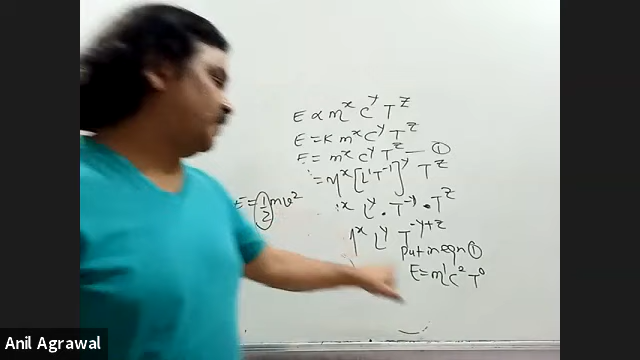 E ∝ m^x c^y T^z
E = K m^x c^y T^z
E = m^x c^y T^z — ①
= M^x [L^1 T^-1]^y T^z
E = 1/2 mv^2
^x L^y . T^-y . T^z
^x L^y T^-y+z
Put in eqn ①
E = m^1 c^2 T^0
Anil Agrawal